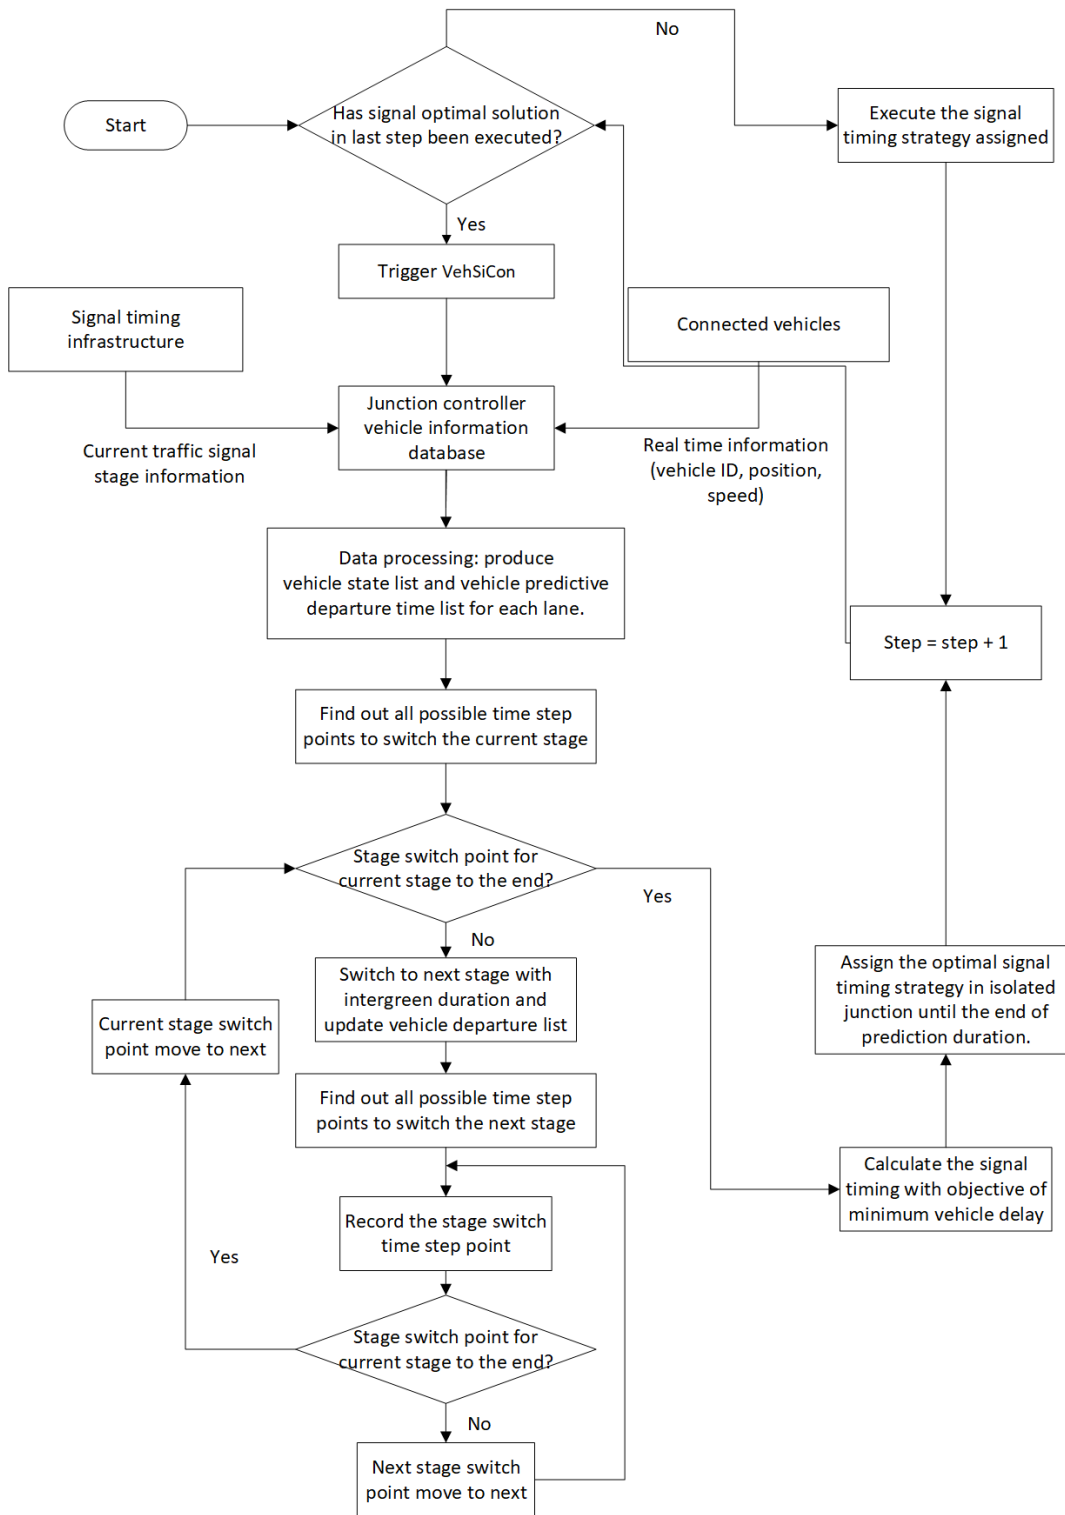 No
Start
Has signal optimal solution
in last step been executed?
Execute the signal
timing strategy assigned
Yes
Trigger VehSiCon
Signal timing
infrastructure
Connected vehicles
Junction controller
vehicle information
database
Current traffic signal
stage information
Real time information
(vehicle ID, position,
speed)
Data processing: produce
vehicle state list and vehicle predictive
departure time list for each lane.
Step = step + 1
Find out all possible time step
points to switch the current stage
Stage switch point for
current stage to the end?
Yes
No
Switch to next stage with
intergreen duration and
update vehicle departure list
Current stage switch
point move to next
Assign the optimal signal
timing strategy in isolated
junction until the end of
prediction duration.
Find out all possible time step
points to switch the next stage
Calculate the signal
timing with objective of
minimum vehicle delay
Record the stage switch
time step point
Yes
Stage switch point for
current stage to the end?
No
Next stage switch
point move to next